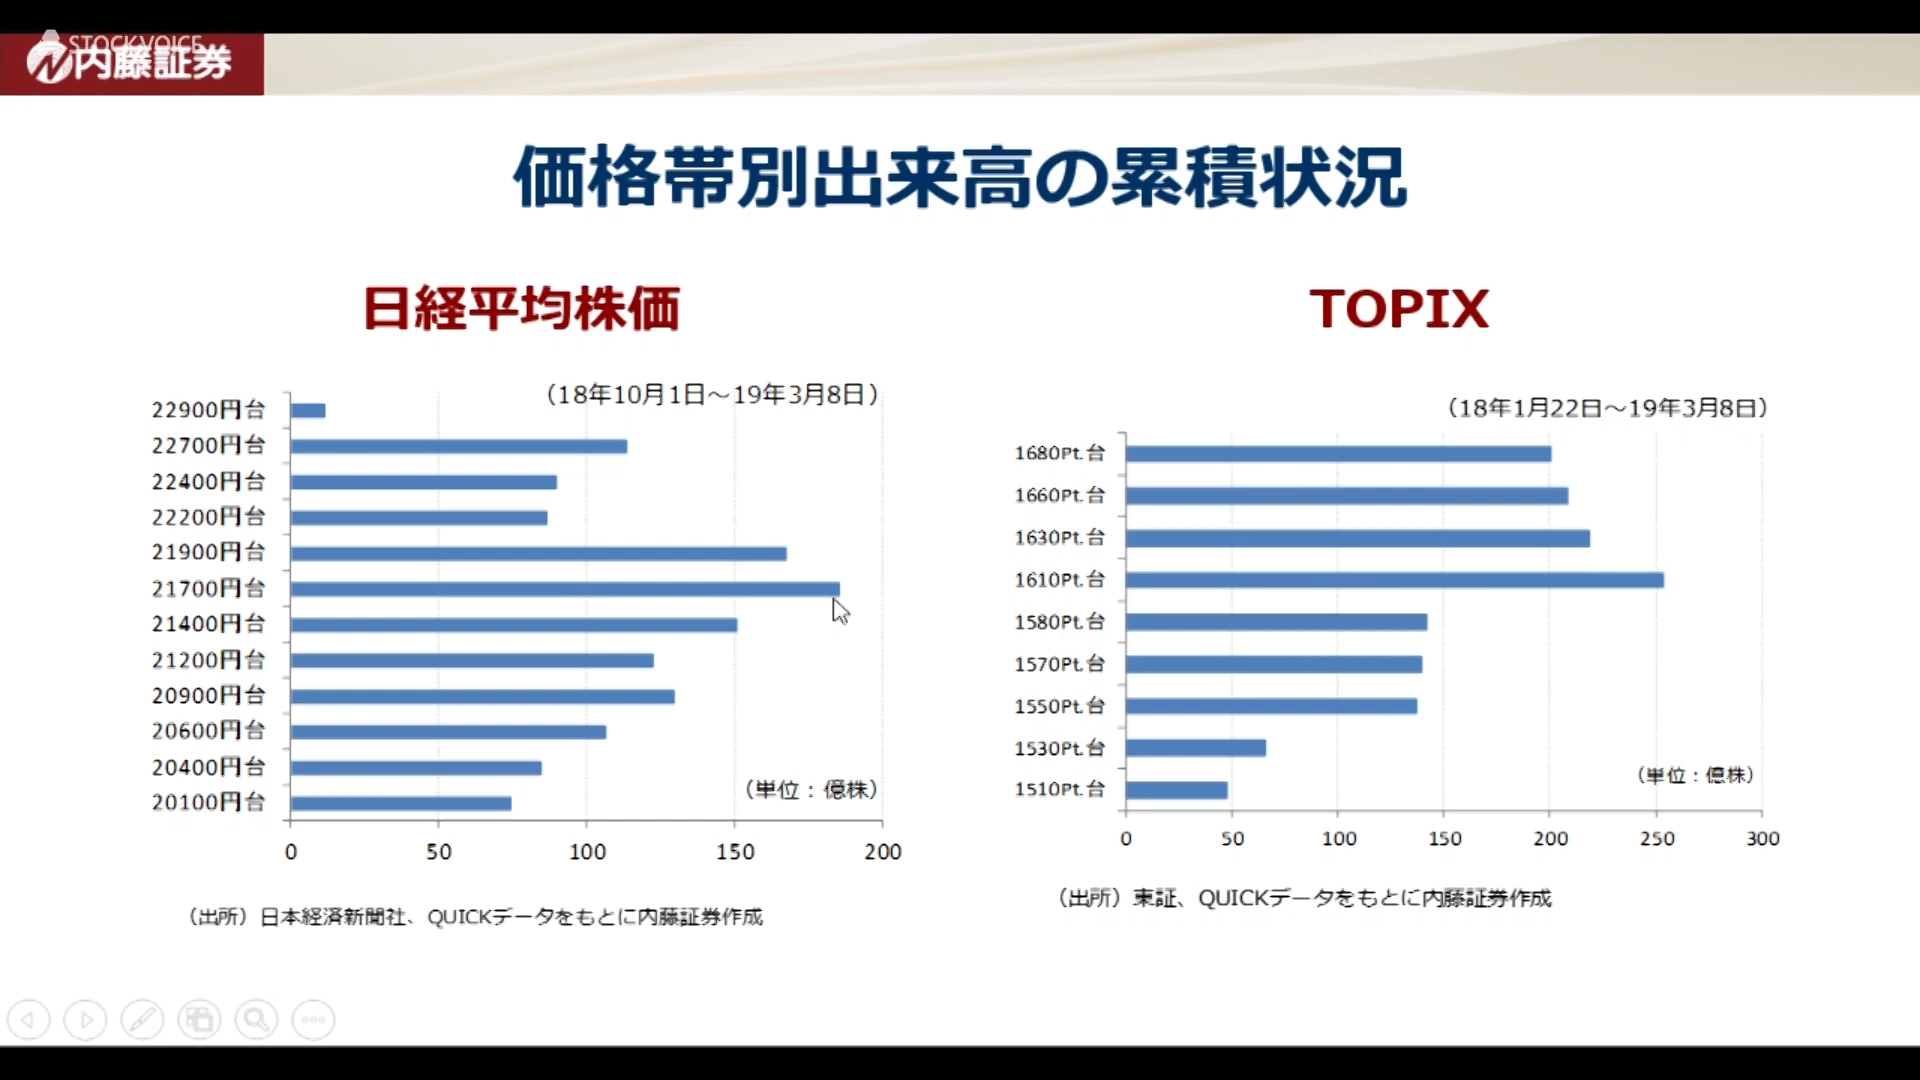 STOCKVOICE
内藤証券
価格帯別出来高の累積状況
日経平均株価
（18年10月1日～19年3月8日）
22900円台
22700円台
22400円台
22200円台
21900円台
21700円台
21400円台
21200円台
20900円台
20600円台
20400円台
20100円台
（単位：億株）
0 50 100 150 200
（出所）日本経済新聞社、QUICKデータをもとに内藤証券作成
TOPIX
（18年1月22日～19年3月8日）
1680Pt.台
1660Pt.台
1630Pt.台
1610Pt.台
1580Pt.台
1570Pt.台
1550Pt.台
1530Pt.台
1510Pt.台
（単位：億株）
0 50 100 150 200 250 300
（出所）東証、QUICKデータをもとに内藤証券作成